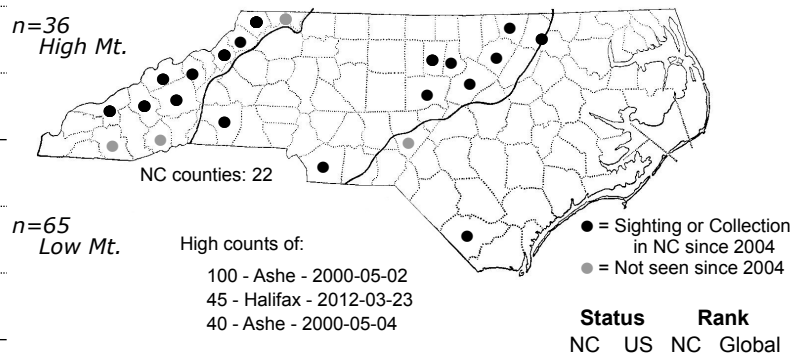 n=36
High Mt.
NC counties: 22
n=65
Low Mt.
High counts of:
100 - Ashe - 2000-05-02
45 - Halifax - 2012-03-23
40 - Ashe - 2000-05-04
= Sighting or Collection
in NC since 2004
= Not seen since 2004
Status Rank
NC US NC Global